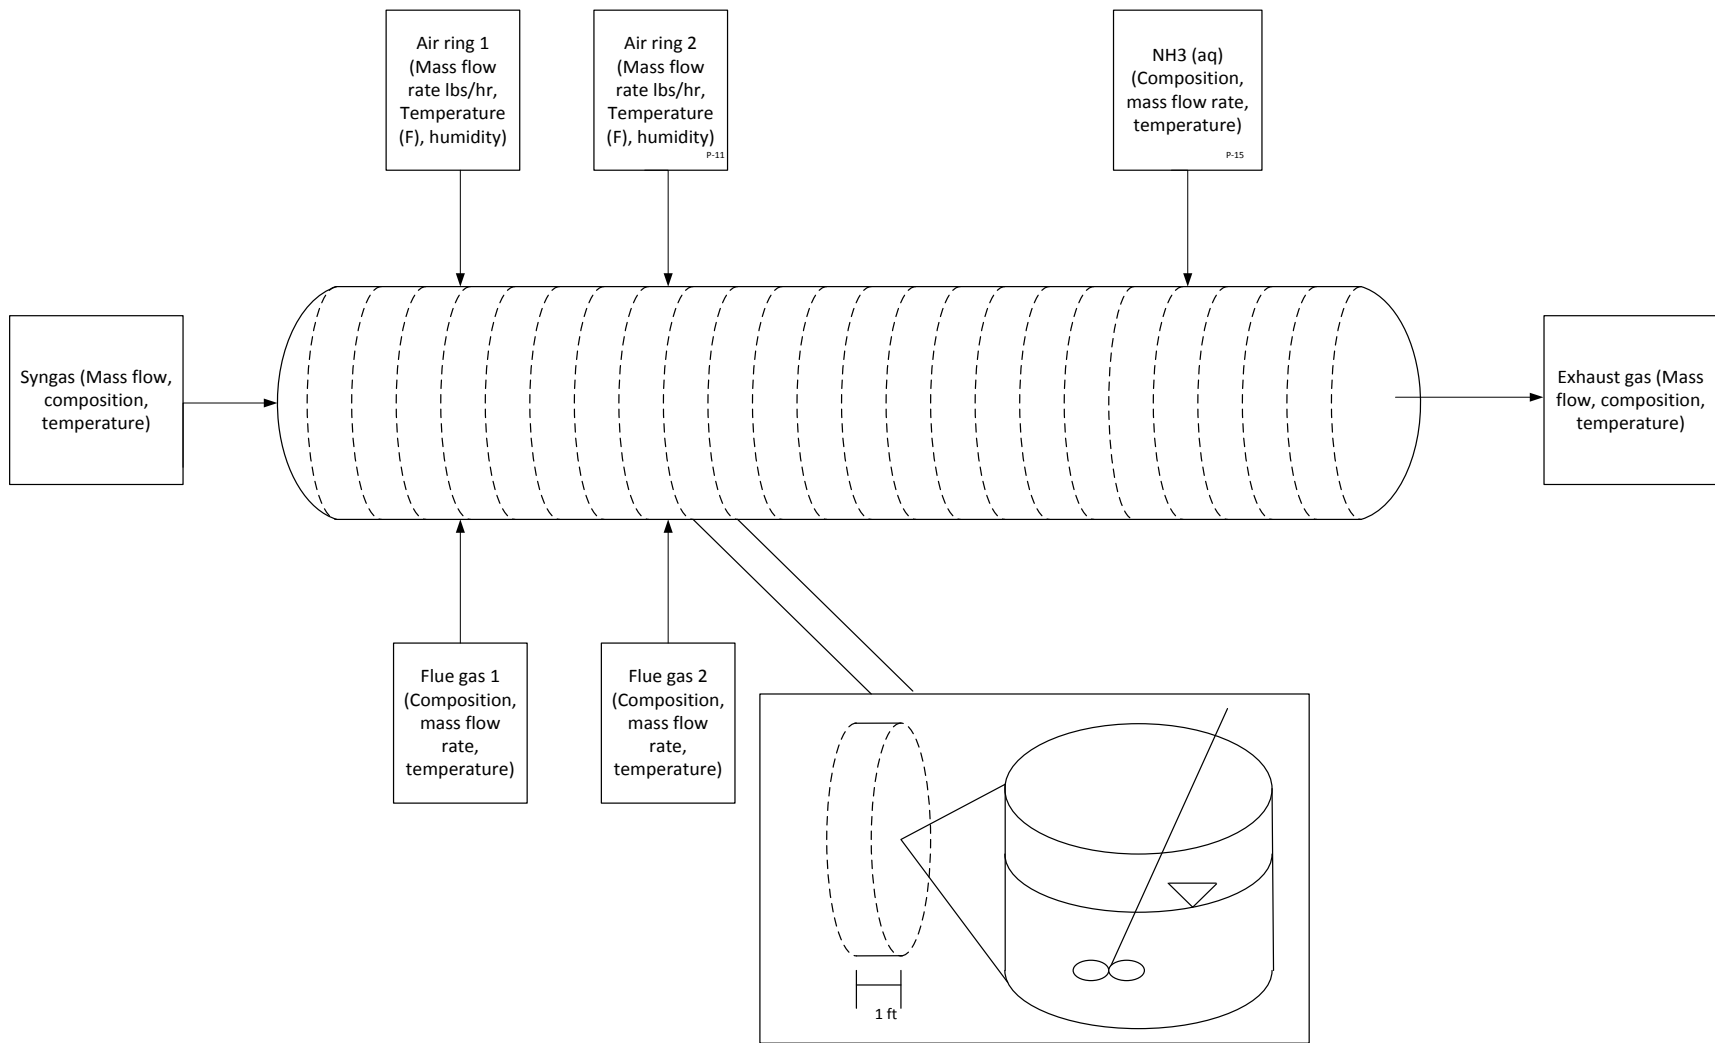 Air ring 1
(Mass flow
rate lbs/hr,
Temperature
(F), humidity)
Air ring 2
(Mass flow
rate lbs/hr,
Temperature
(F), humidity)
P-11
NH3 (aq)
(Composition,
mass flow rate,
temperature)
P-15
Syngas (Mass flow,
composition,
temperature)
Exhaust gas (Mass
flow, composition,
temperature)
Flue gas 1
(Composition,
mass flow
rate,
temperature)
Flue gas 2
(Composition,
mass flow
rate,
temperature)
1 ft